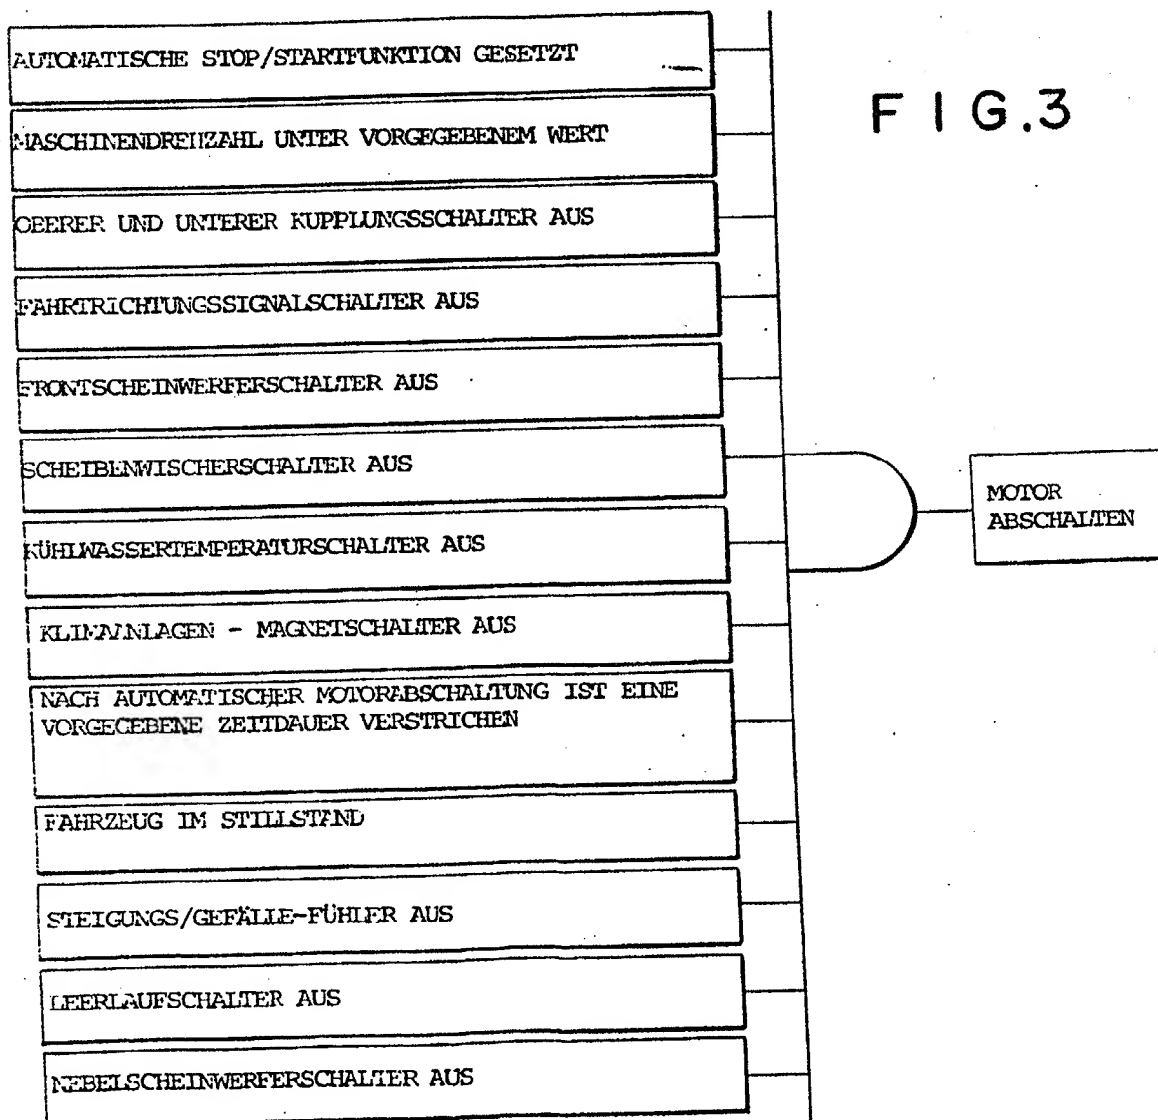 AUTOMATISCHE STOP/STARTFUNKTION GESETZT
FIG.3
MASCHINENDREHZAHL UNTER VORGEGEBENEM WERT
OBERER UND UNTERER KUPPLUNGSSCHALTER AUS
FAHRTRICHTUNGSSIGNALSCHALTER AUS
FRONTSCHEINWERFERSCHALTER AUS
SCHEIBENWISCHERSCHALTER AUS
MOTOR
ABSCHALTEN
KÜHLWASSERTEMPERATURSCHALTER AUS
KLIMAANLAGEN - MAGNETSCHALTER AUS
NACH AUTOMATISCHER MOTORABSCHALTUNG IST EINE
VORGEGEBENE ZEITDAUER VERSTRICHEN
FAHRZEUG IM STILLSTAND
STEIGUNGS/GEFÄLLE-FÜHLER AUS
LEERLAUFSCHALTER AUS
NEBELSCHEINWERFERSCHALTER AUS